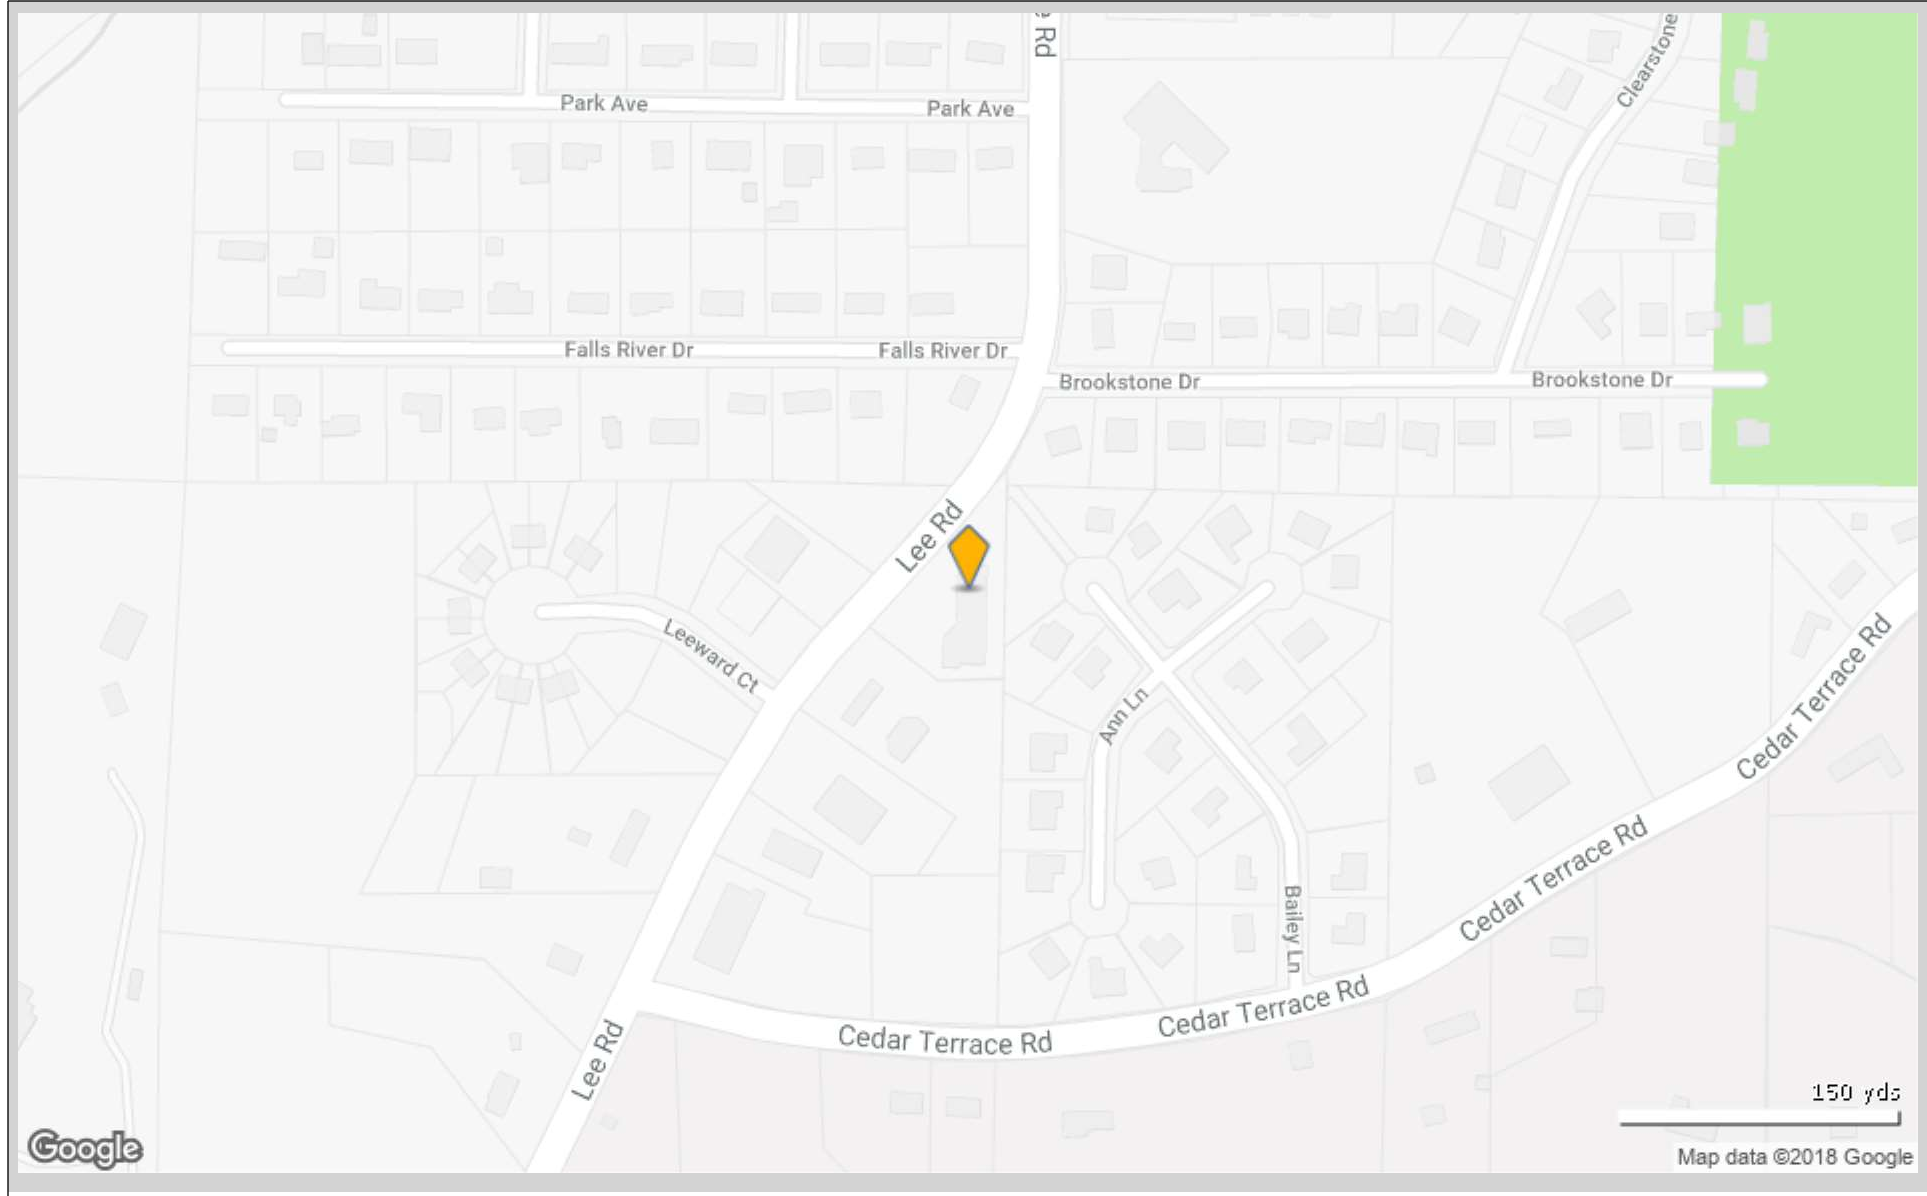 Rd
Clearstone
Park Ave
Park Ave
Falls River Dr
Falls River Dr
Brookstone Dr
Brookstone Dr
Lee Rd
Leeward Ct
Ann Ln
Cedar Terrace Rd
Cedar Terrace Rd
Bailey Ln
Cedar Terrace Rd
Cedar Terrace Rd
Lee Rd
150 yds
Google
Map data ©2018 Google